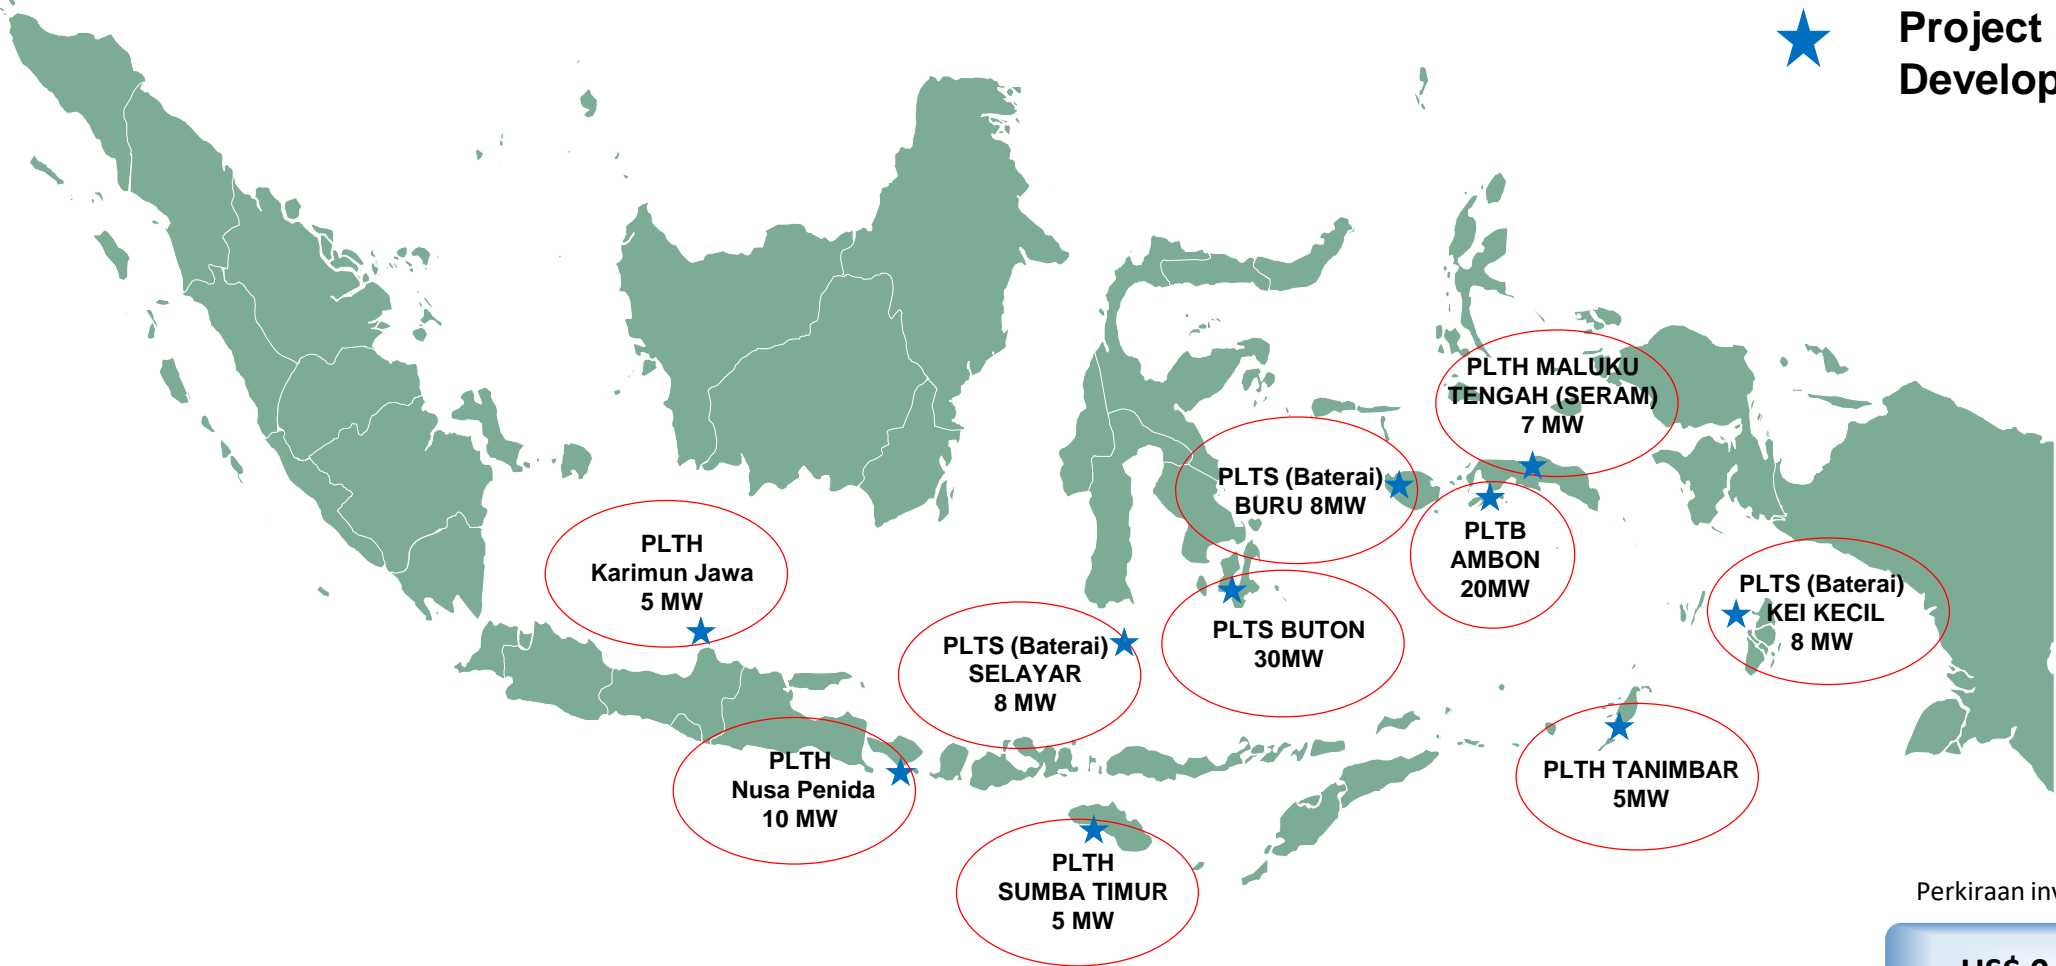 Project
PLTH MALUKU
TENGAH (SERAM)
7 MW
PLTS (Baterai)
BURU 8MW
PLTB
AMBON
20MW
PLTH
Karimun Jawa
5 MW
PLTS (Baterai)
KEI KECIL
8 MW
PLTS (Baterai)
SELAYAR
8 MW
PLTS BUTON
30MW
PLTH
Nusa Penida
10 MW
PLTH TANIMBAR
5MW
PLTH
SUMBA TIMUR
5 MW
Perkiraan